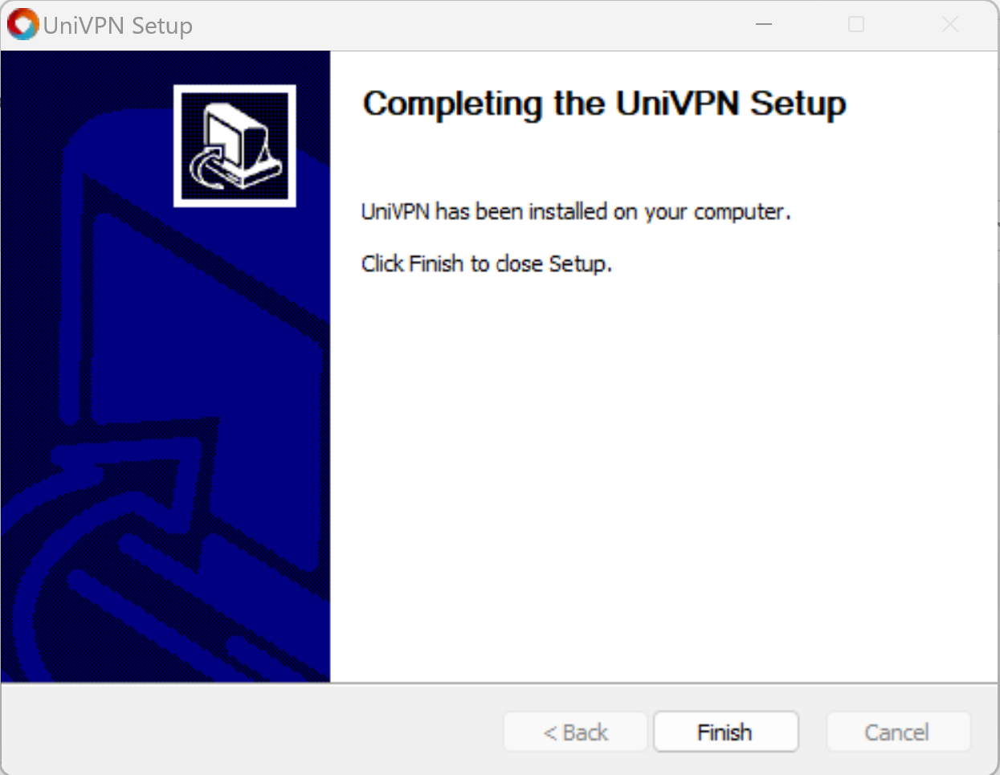 UniVPN Setup
Completing the UniVPN Setup
UniVPN has been installed on your computer.
Click Finish to close Setup.
< Back
Finish
Cancel